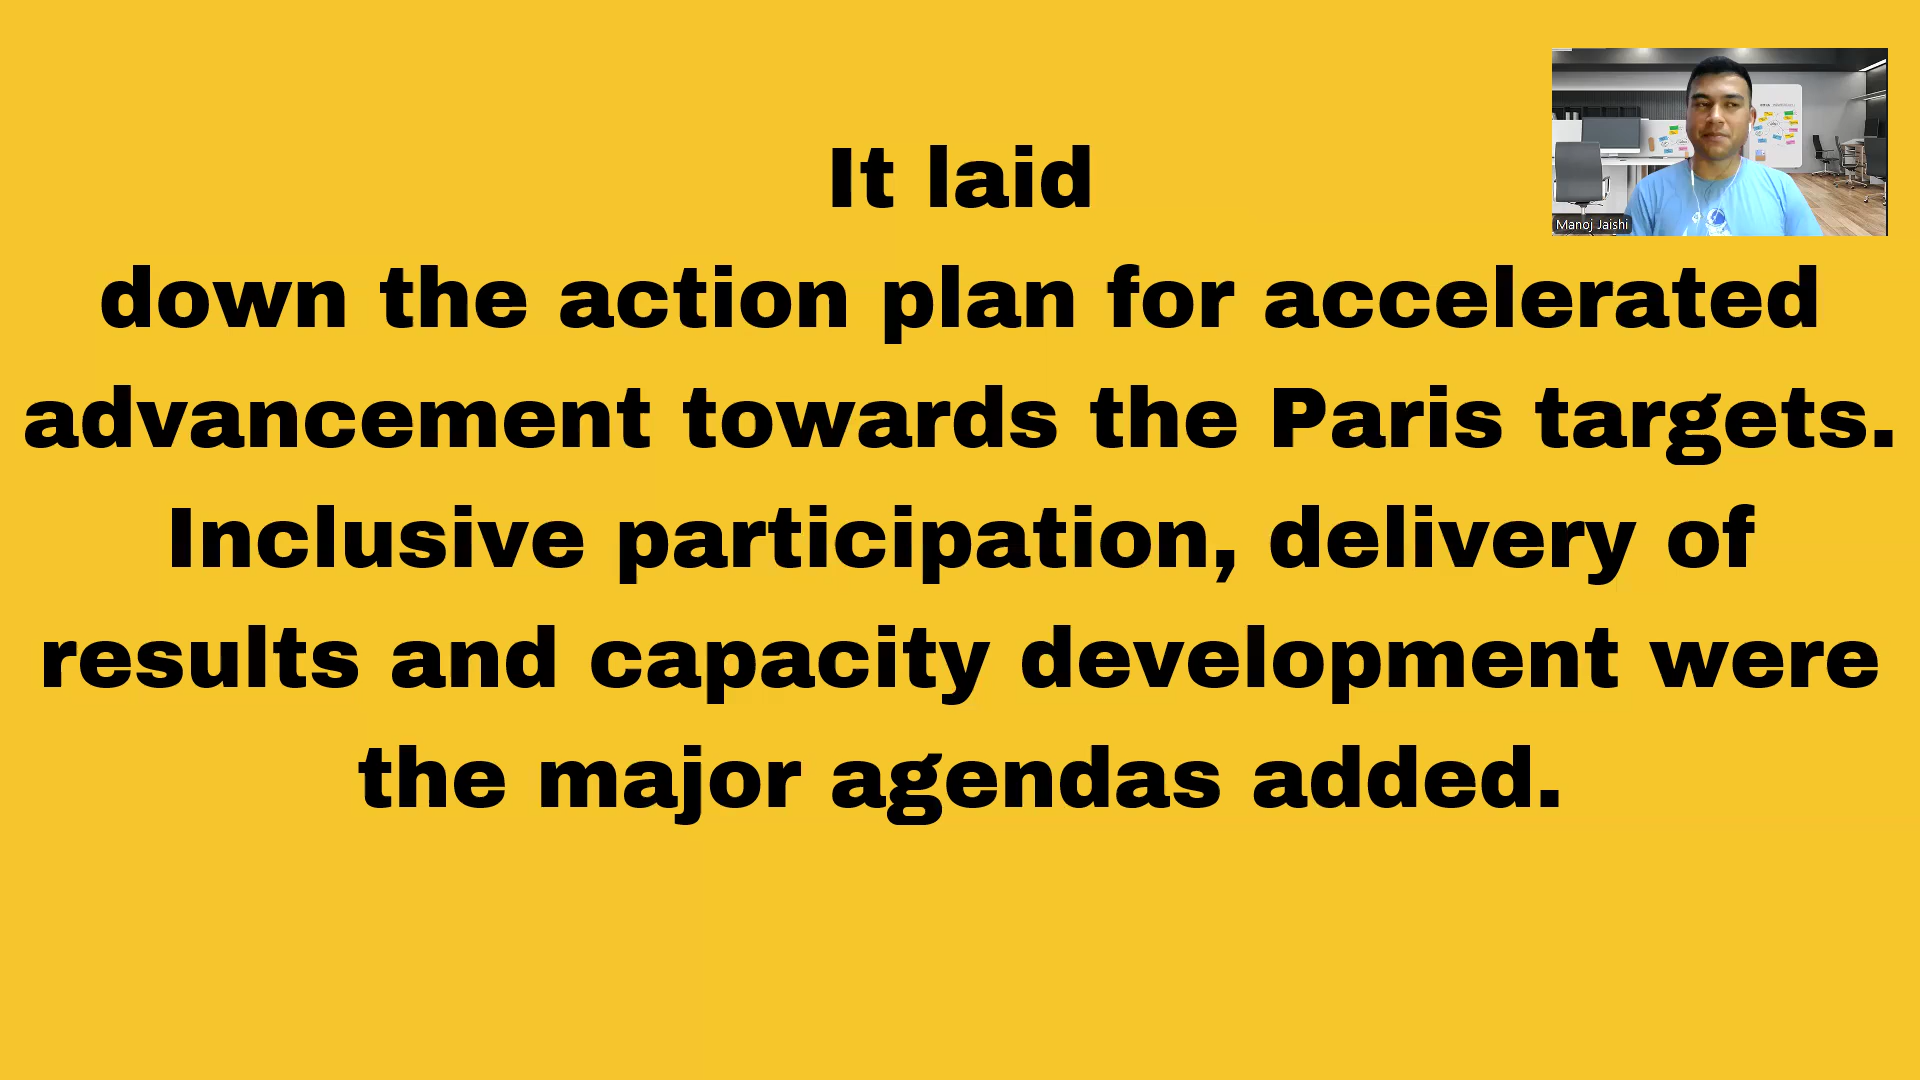 It laid
down the action plan for accelerated
advancement towards the Paris targets.
Inclusive participation, delivery of
results and capacity development were
the major agendas added.
Manoj Jaishi